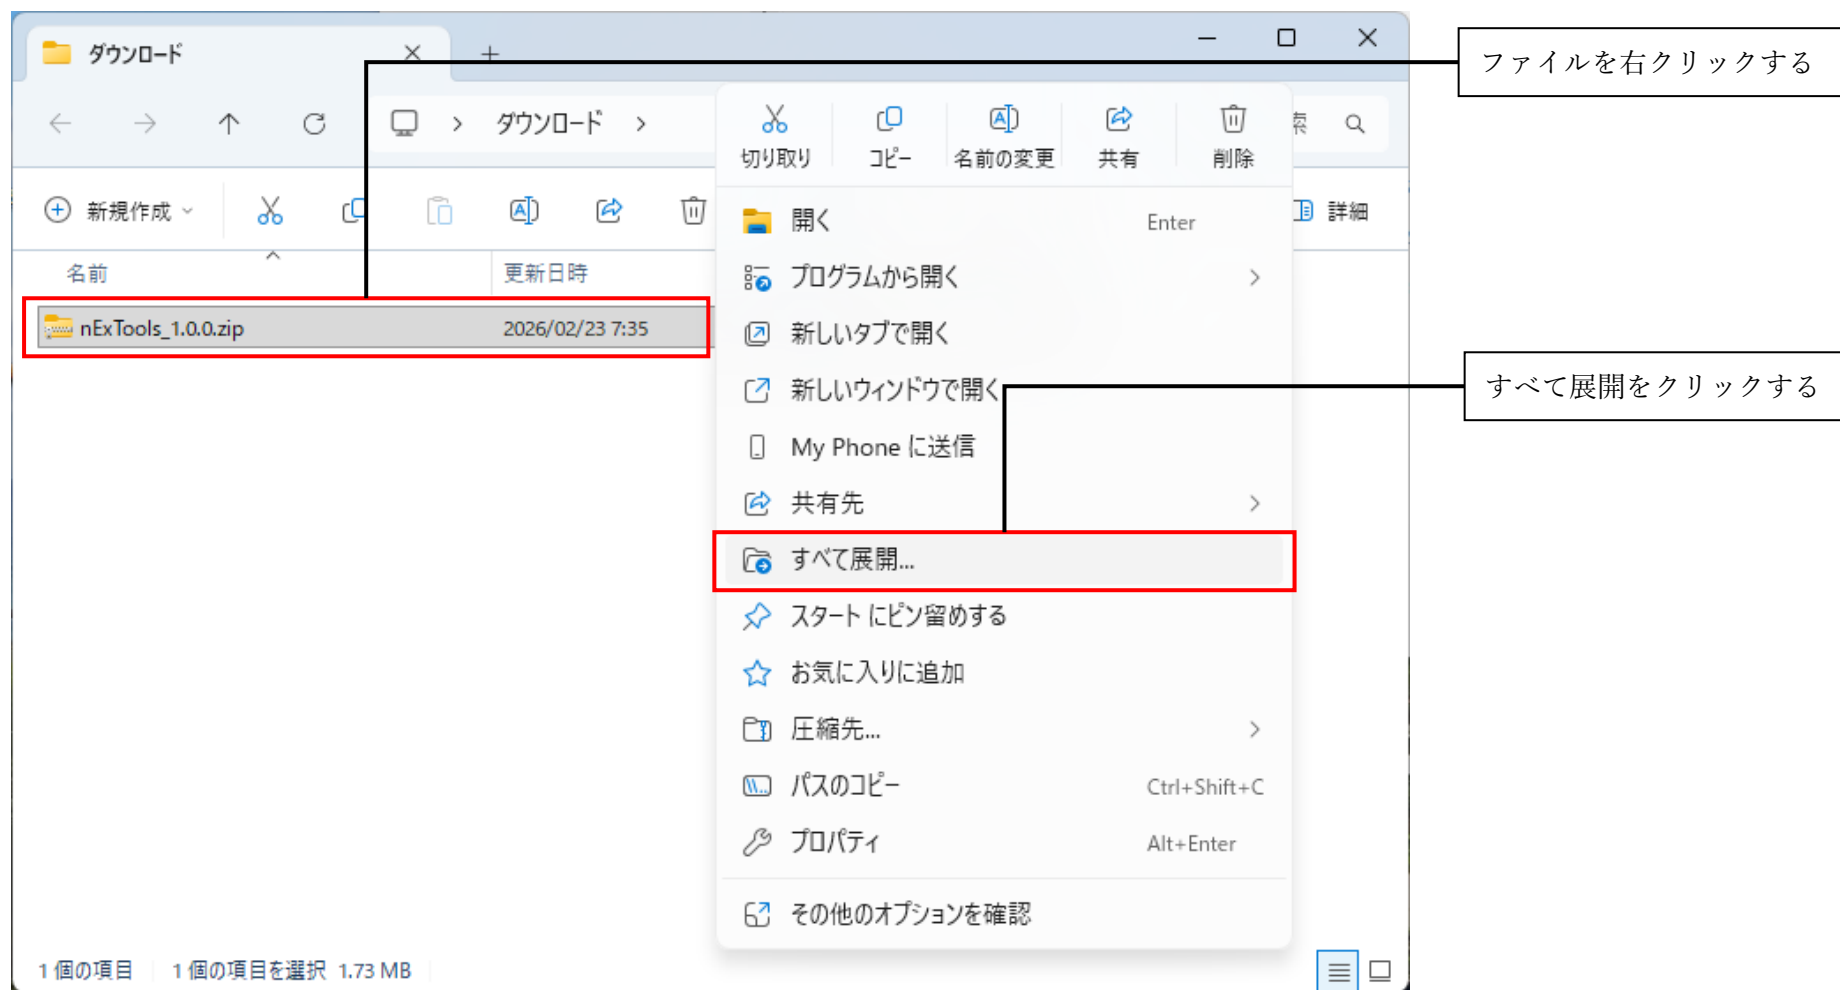 ダウンロード
ファイルを右クリックする
ダウンロード
切り取り
コピー
名前の変更
共有
削除
索
新規作成
詳細
開く Enter
名前
更新日時
プログラムから開く
nExTools_1.0.0.zip
2026/02/23 7:35
新しいタブで開く
新しいウィンドウで開く
すべて展開をクリックする
My Phone に送信
共有先
すべて展開...
スタート にピン留めする
お気に入りに追加
圧縮先...
パスのコピー Ctrl+Shift+C
プロパティ Alt+Enter
その他のオプションを確認
1 個の項目
1 個の項目を選択 1.73 MB